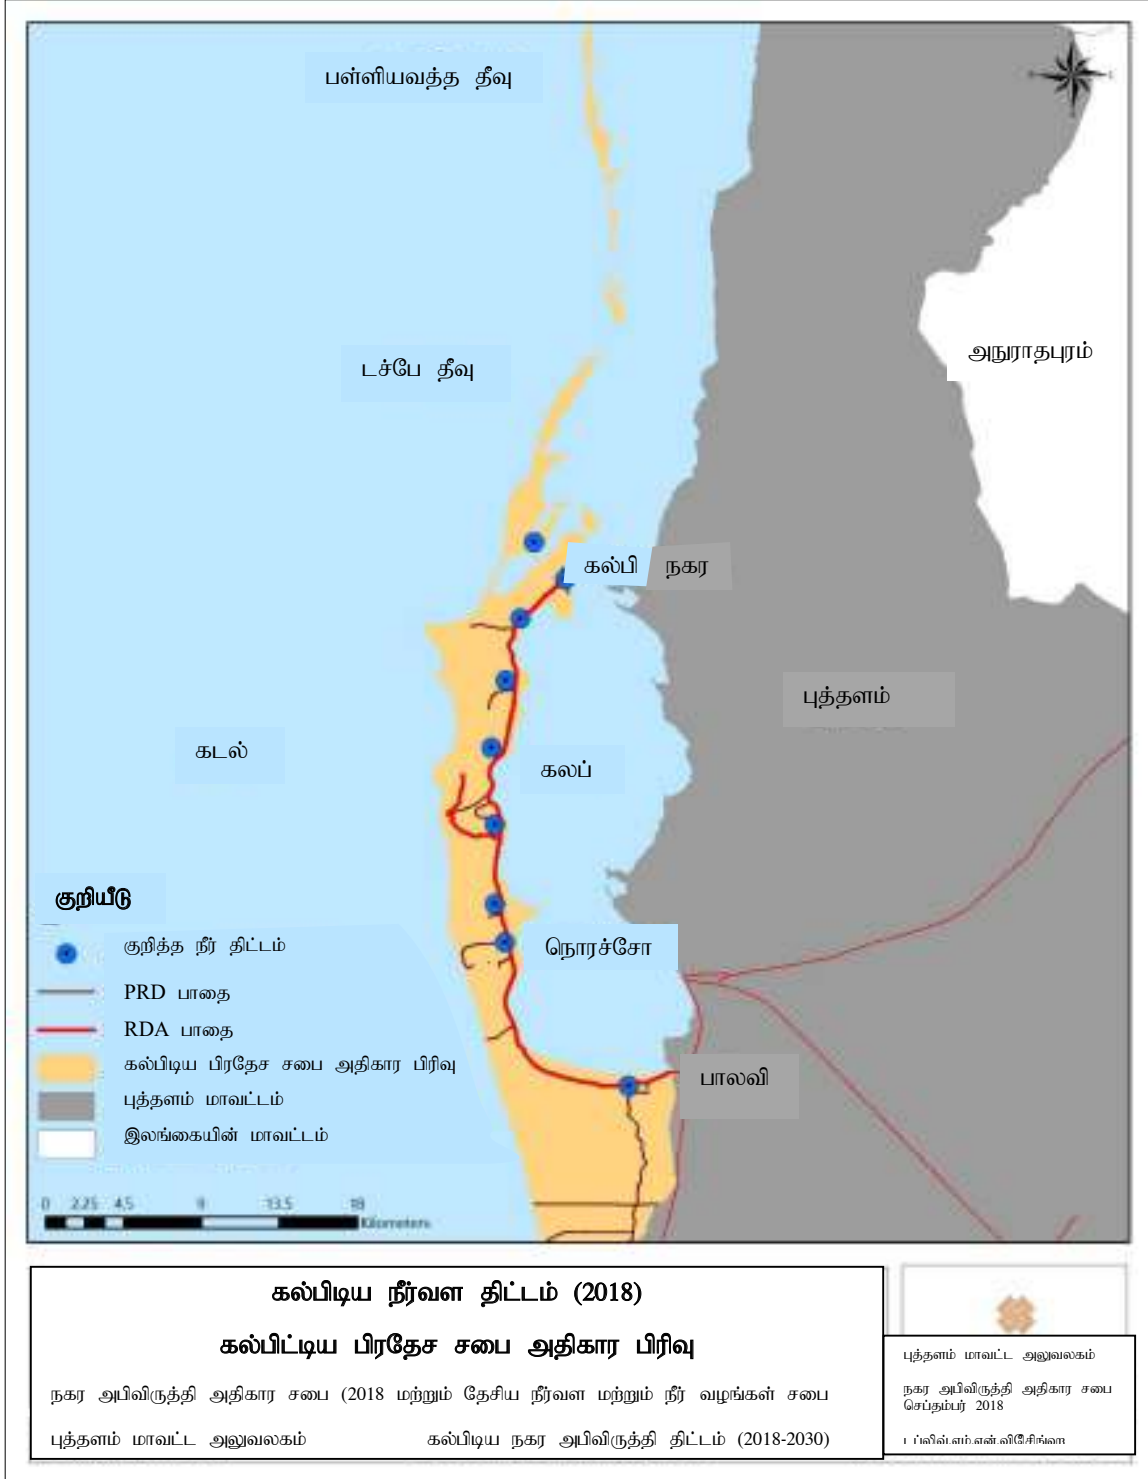 பள்ளியவத்த தீவு
டச்பே தீவு
அநுராதபுரம்
கல்பி நகர
புத்தளம்
கடல்
கலப்
குறியீடு
நொரச்சோ
குறித்த நீர் திட்டம்
PRD பாதை
RDA பாதை
கல்பிடிய பிரதேச சபை அதிகார பிரிவு
பாலவி
புத்தளம் மாவட்டம்
இலங்கையின் மாவட்டம்
0 2.25 4.5 9 13.5 18
Kilometers
கல்பிடிய நீர்வள திட்டம் (2018)
கல்பிட்டிய பிரதேச சபை அதிகார பிரிவு
நகர அபிவிருத்தி அதிகார சபை (2018 மற்றும் தேசிய நீர்வள மற்றும் நீர் வழங்கள் சபை
புத்தளம் மாவட்ட அலுவலகம் கல்பிடிய நகர அபிவிருத்தி திட்டம் (2018-2030)
புத்தளம் மாவட்ட அலுவலகம்
நகர அபிவிருத்தி அதிகார சபை
செப்தம்பர் 2018